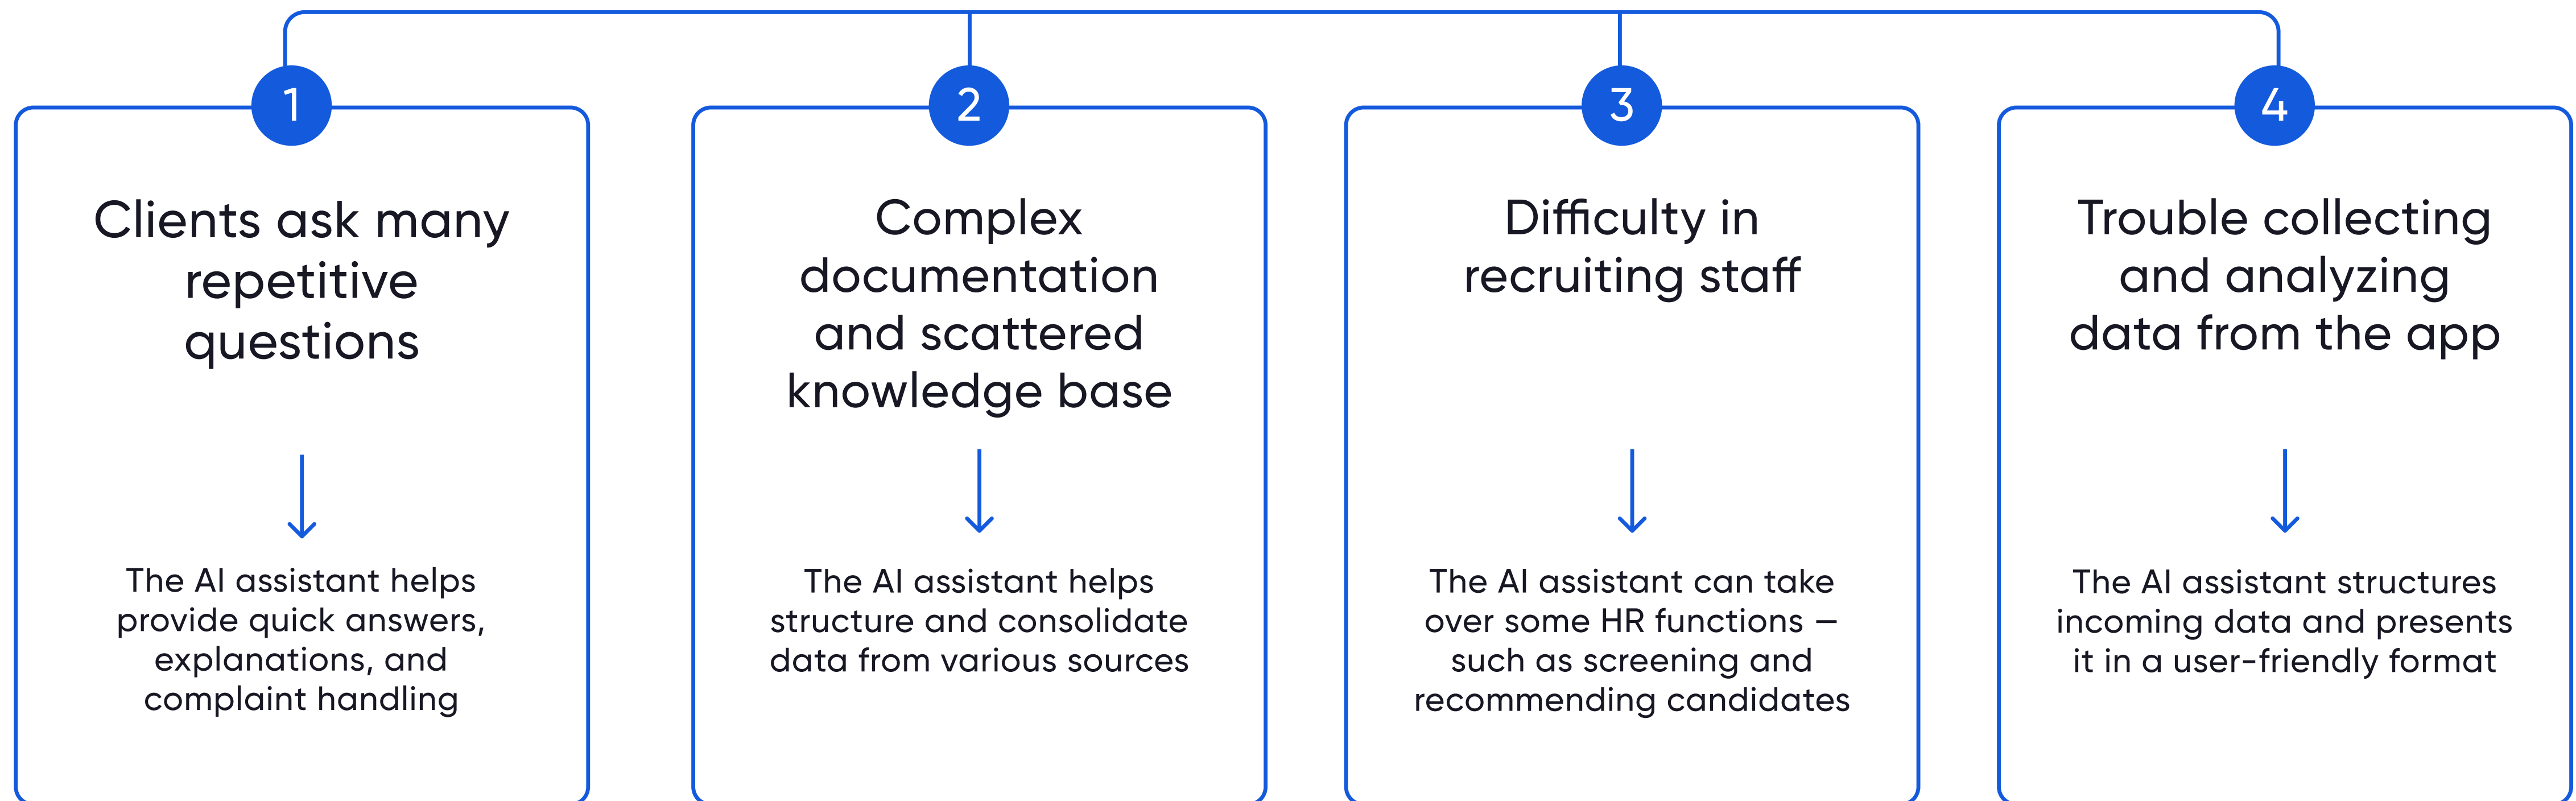 1
Clients ask many
repetitive
questions
The AI assistant helps
provide quick answers,
explanations, and
complaint handling
2
Complex
documentation
and scattered
knowledge base
The AI assistant helps
structure and consolidate
data from various sources
3
Difficulty in
recruiting staff
The AI assistant can take
over some HR functions —
such as screening and
recommending candidates
4
Trouble collecting
and analyzing
data from the app
The AI assistant structures
incoming data and presents
it in a user-friendly format